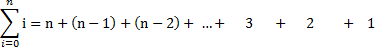 n
∑ i = n + (n − 1) + (n − 2) + …+ 3 + 2 + 1
i=0